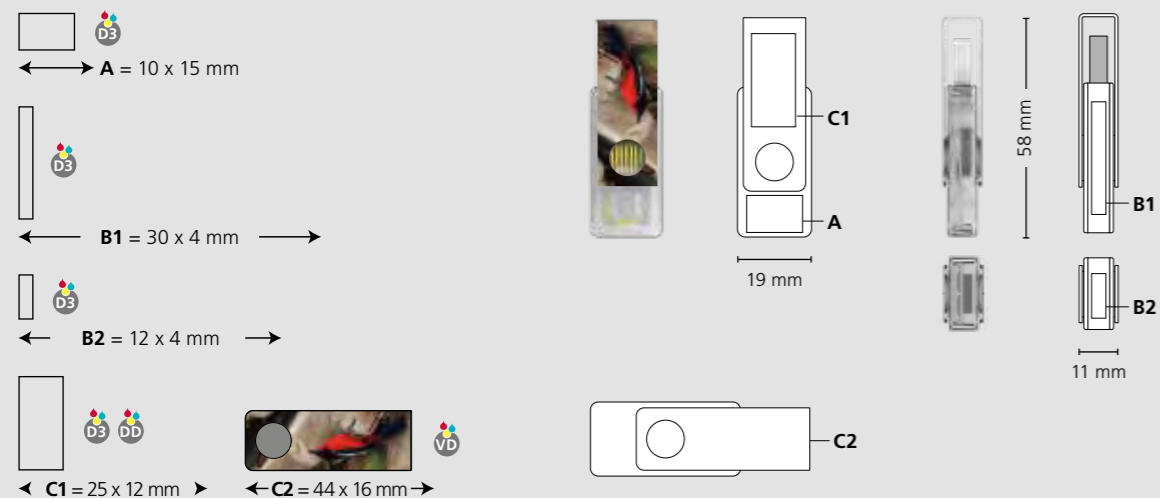 D3
A = 10 x 15 mm
D3
B1 = 30 x 4 mm
D3
B2 = 12 x 4 mm
D3 DD
C1 = 25 x 12 mm
VD
C2 = 44 x 16 mm
C1
A
19 mm
58 mm
B1
B2
11 mm
C2